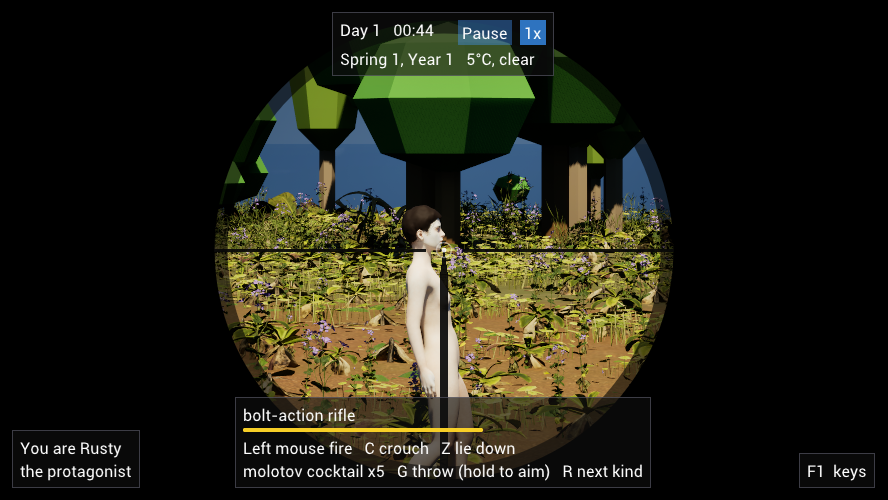 Day 1 00:44 Pause 1x
Spring 1, Year 1 5°C, clear
bolt-action rifle
Left mouse fire C crouch Z lie down
molotov cocktail x5 G throw (hold to aim) R next kind
You are Rusty
the protagonist
F1 keys